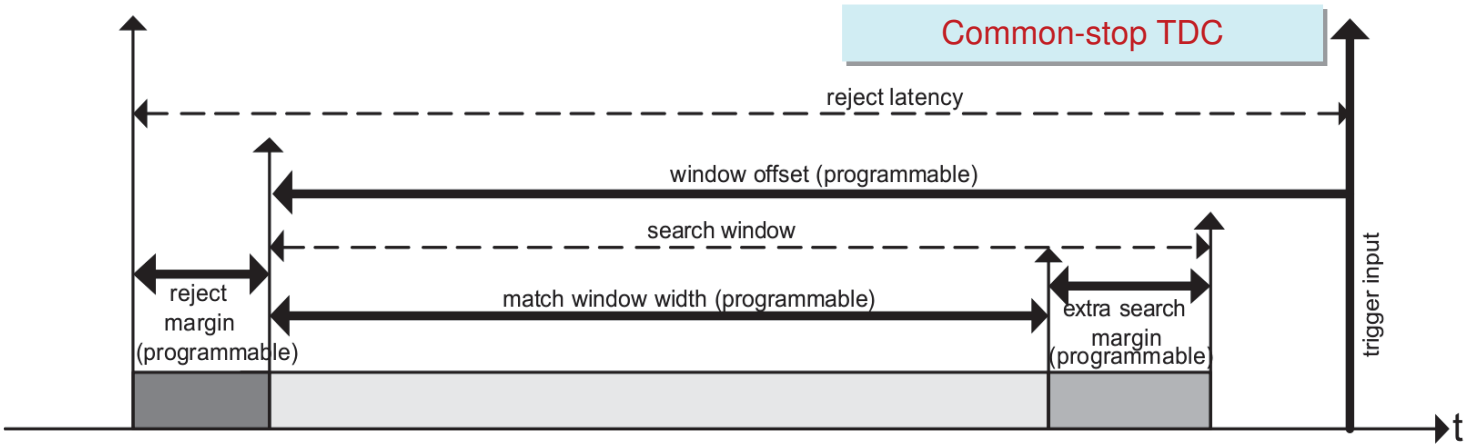 Common-stop TDC
reject latency
window offset (programmable)
search window
match window width (programmable)
reject
margin
(programmable)
extra search
margin
(programmable)
trigger input
t